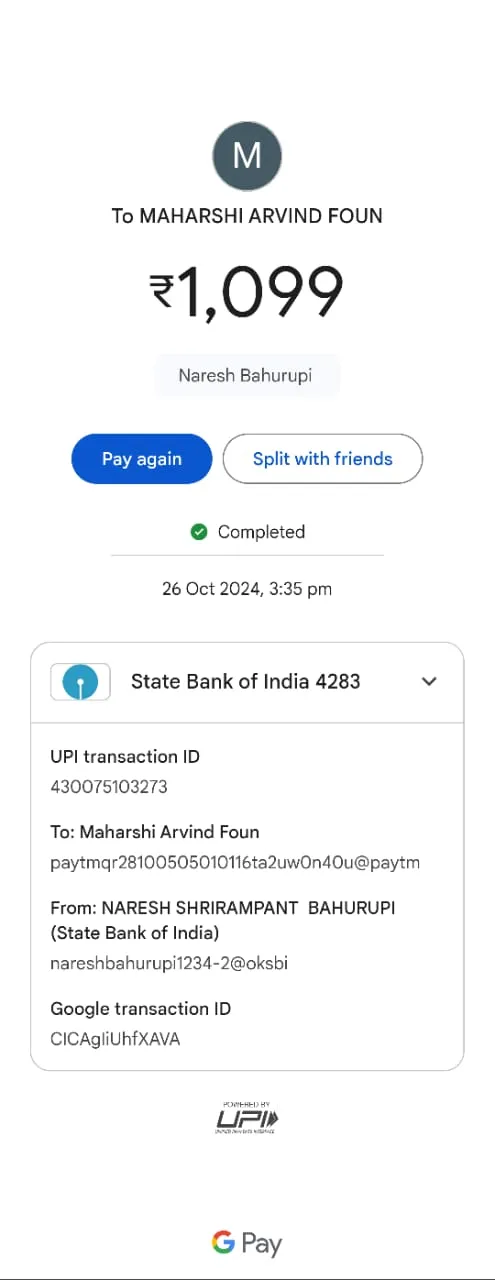 M
To MAHARSHI ARVIND FOUN
₹1,099
Naresh Bahurupi
Pay again
Split with friends
Completed
26 Oct 2024, 3:35 pm
State Bank of India 4283
UPI transaction ID
430075103273
To: Maharshi Arvind Foun
paytmqr28100505010116ta2uw0n40u@paytm
From: NARESH SHRIRAMPANT BAHURUPI
(State Bank of India)
nareshbahurupi1234-2@oksbi
Google transaction ID
CICAgIiUhfXAVA
POWERED BY
UPI
UNIFIED PAYMENTS INTERFACE
G Pay